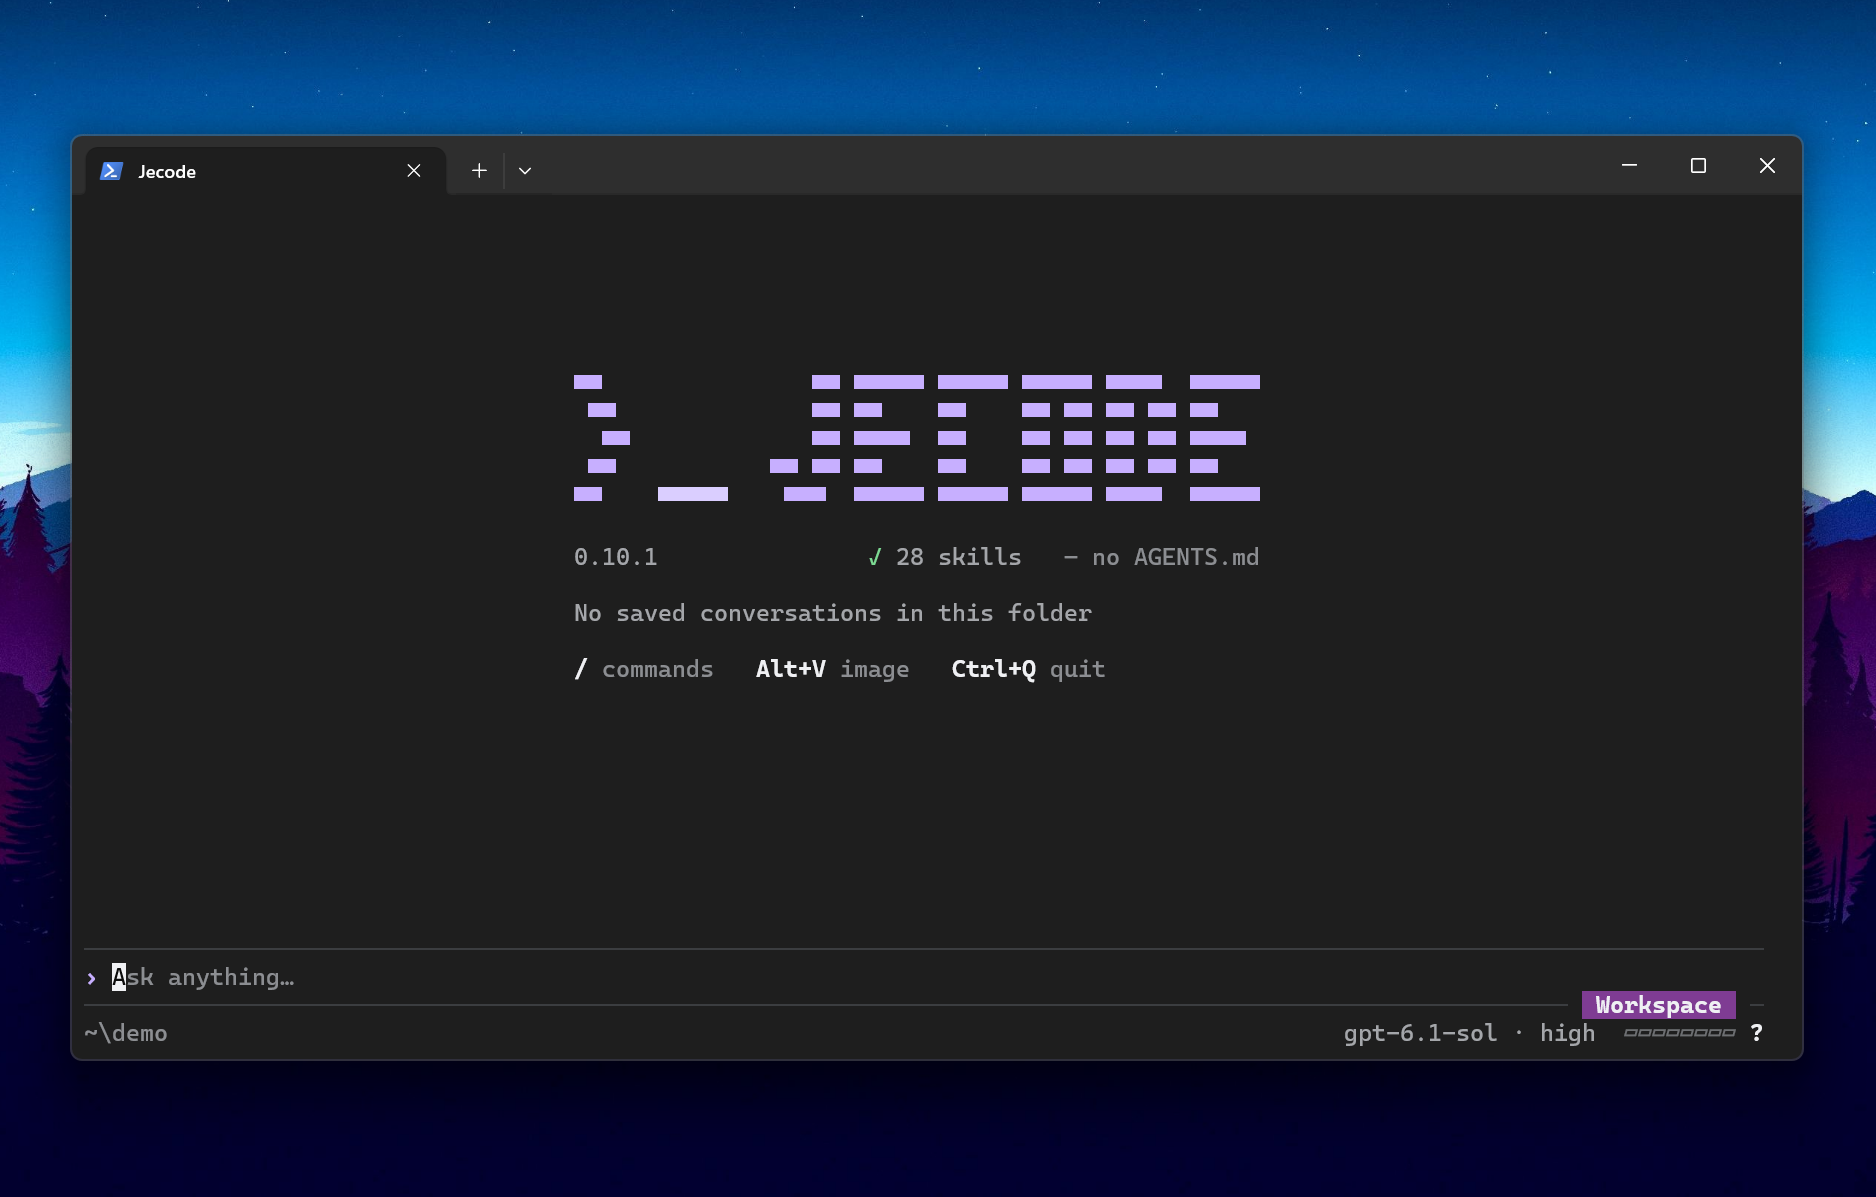 Jecode
>_ JECODE
0.10.1 √ 28 skills — no AGENTS.md
No saved conversations in this folder
/ commands Alt+V image Ctrl+Q quit
› Ask anything…
Workspace
~\demo gpt-6.1-sol · high ?